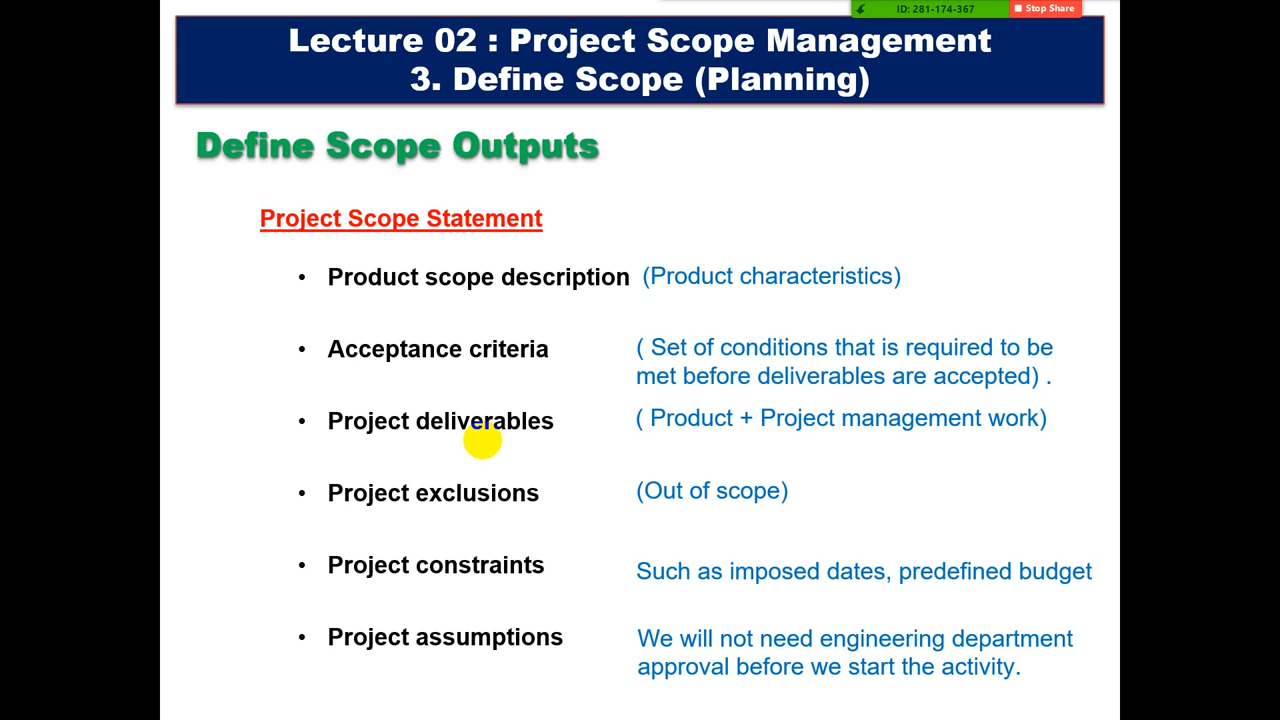 ID: 281-174-367
Stop Share
Lecture 02 : Project Scope Management
3. Define Scope (Planning)
Define Scope Outputs
Project Scope Statement
• Product scope description (Product characteristics)
• Acceptance criteria ( Set of conditions that is required to be
met before deliverables are accepted) .
• Project deliverables ( Product + Project management work)
• Project exclusions (Out of scope)
• Project constraints Such as imposed dates, predefined budget
• Project assumptions We will not need engineering department
approval before we start the activity.